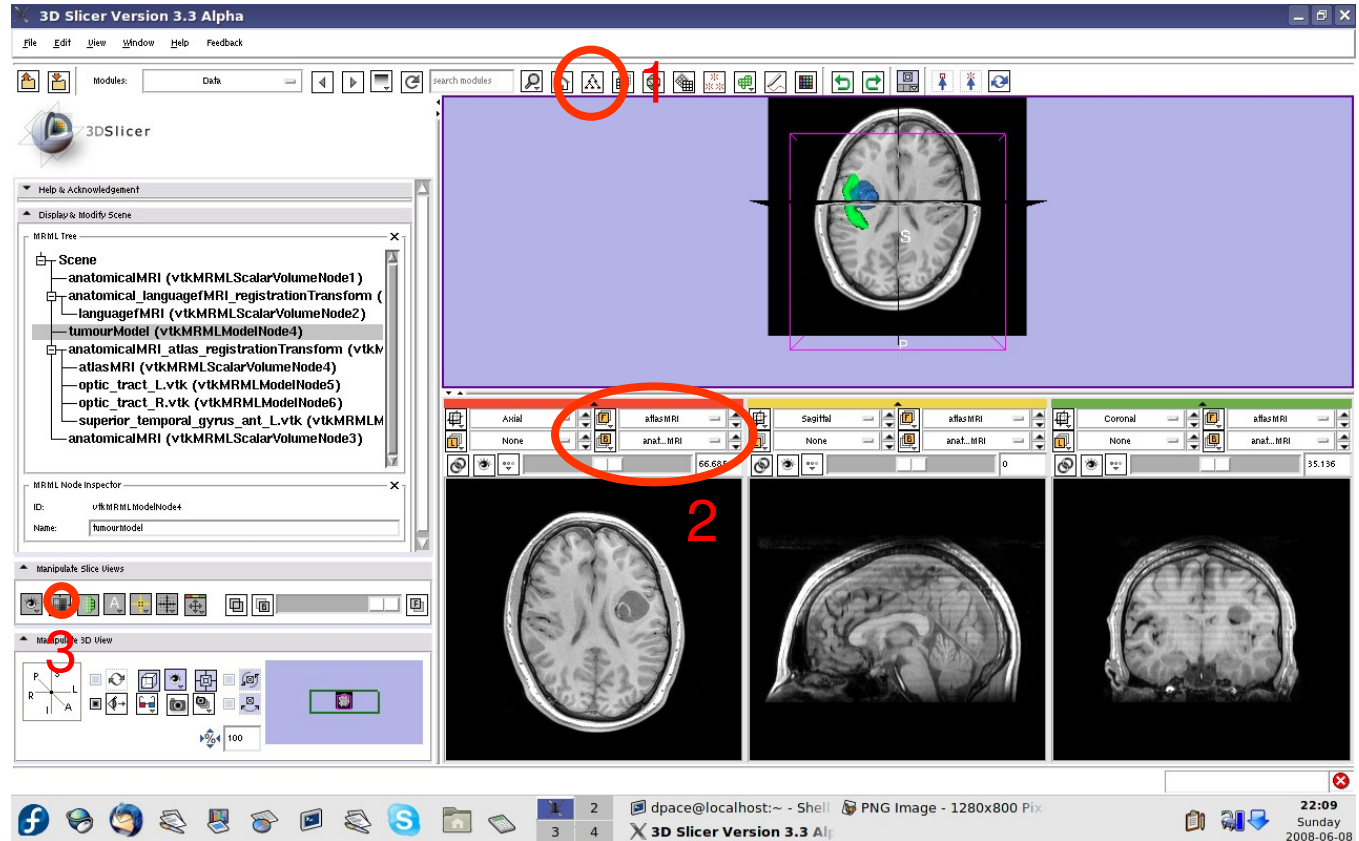 3D Slicer Version 3.3 Alpha
File Edit View Window Help Feedback
Modules: Data search modules
1
3DSlicer
Help & Acknowledgement
Display & Modify Scene
MRML Tree
Scene
anatomicalMRI (vtkMRMLScalarVolumeNode1)
anatomical_languagefMRI_registrationTransform (
languagefMRI (vtkMRMLScalarVolumeNode2)
tumourModel (vtkMRMLModelNode4)
anatomicalMRI_atlas_registrationTransform (vtkM
atlasMRI (vtkMRMLScalarVolumeNode4)
optic_tract_L.vtk (vtkMRMLModelNode5)
optic_tract_R.vtk (vtkMRMLModelNode6)
superior_temporal_gyrus_ant_L.vtk (vtkMRMLM
anatomicalMRI (vtkMRMLScalarVolumeNode3)
MRML Node Inspector
ID: vtkMRMLModelNode4
Name: tumourModel
Manipulate Slice Views
3
Manipulate 3D View
P S
R L
I A
100
S
P
Axial F atlasMRI
L None B anat...MRI
66.685
2
Sagittal F atlasMRI
L None B anat...MRI
0
Coronal F atlasMRI
L None B anat...MRI
35.136
1 2
3 4
dpace@localhost:~ - Shell
PNG Image - 1280x800 Pix
3D Slicer Version 3.3 Alp
22:09
Sunday
2008-06-08